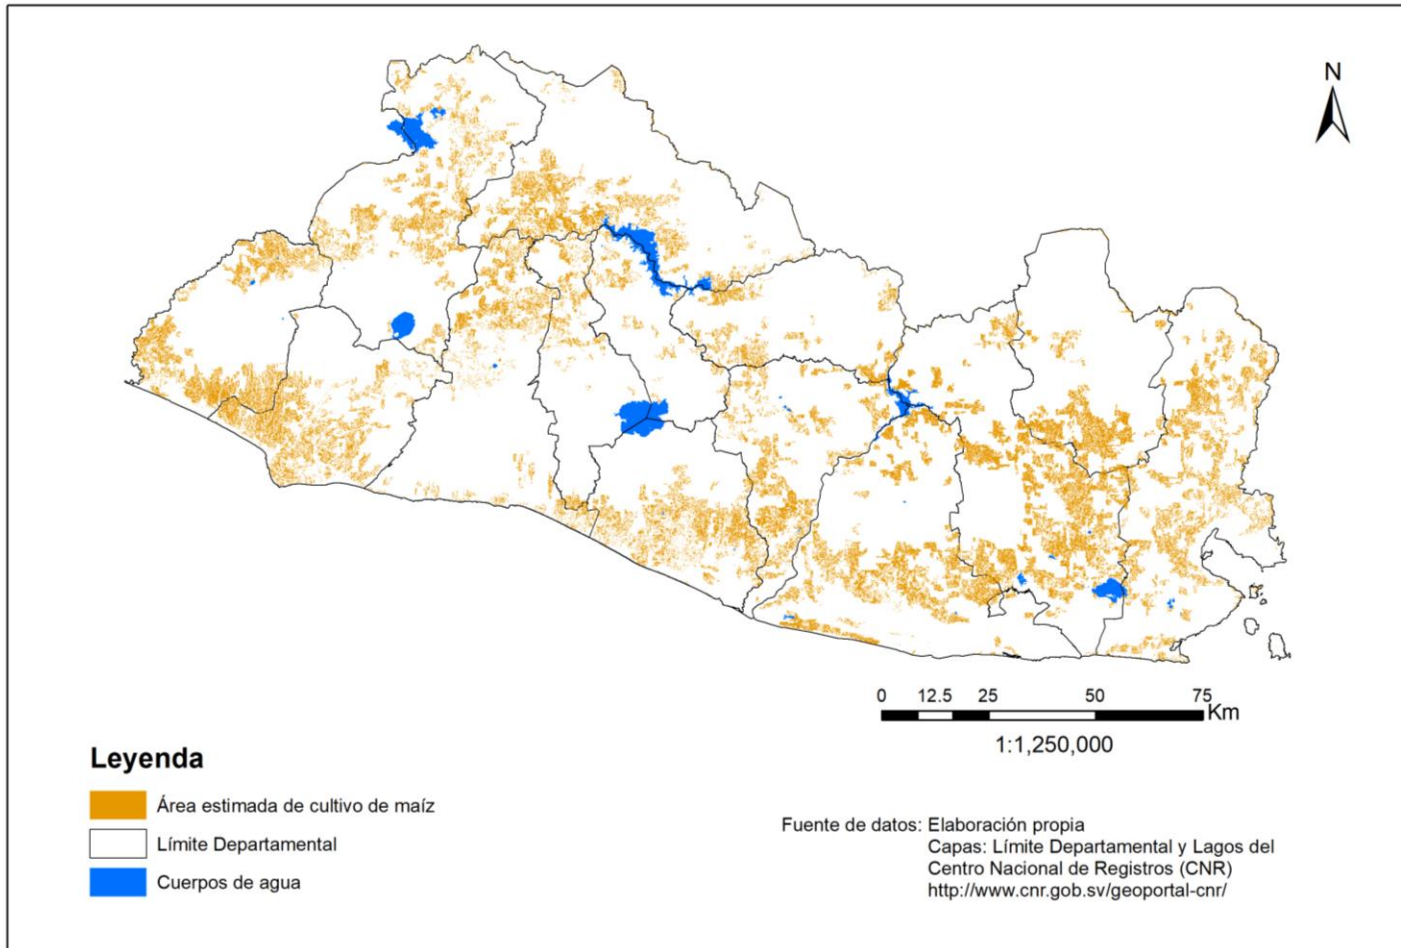 N
0 12.5 25 50 75
Km
1:1,250,000
Leyenda
Área estimada de cultivo de maíz
Límite Departamental
Cuerpos de agua
Fuente de datos: Elaboración propia
Capas: Límite Departamental y Lagos del
Centro Nacional de Registros (CNR)
http://www.cnr.gob.sv/geoportal-cnr/